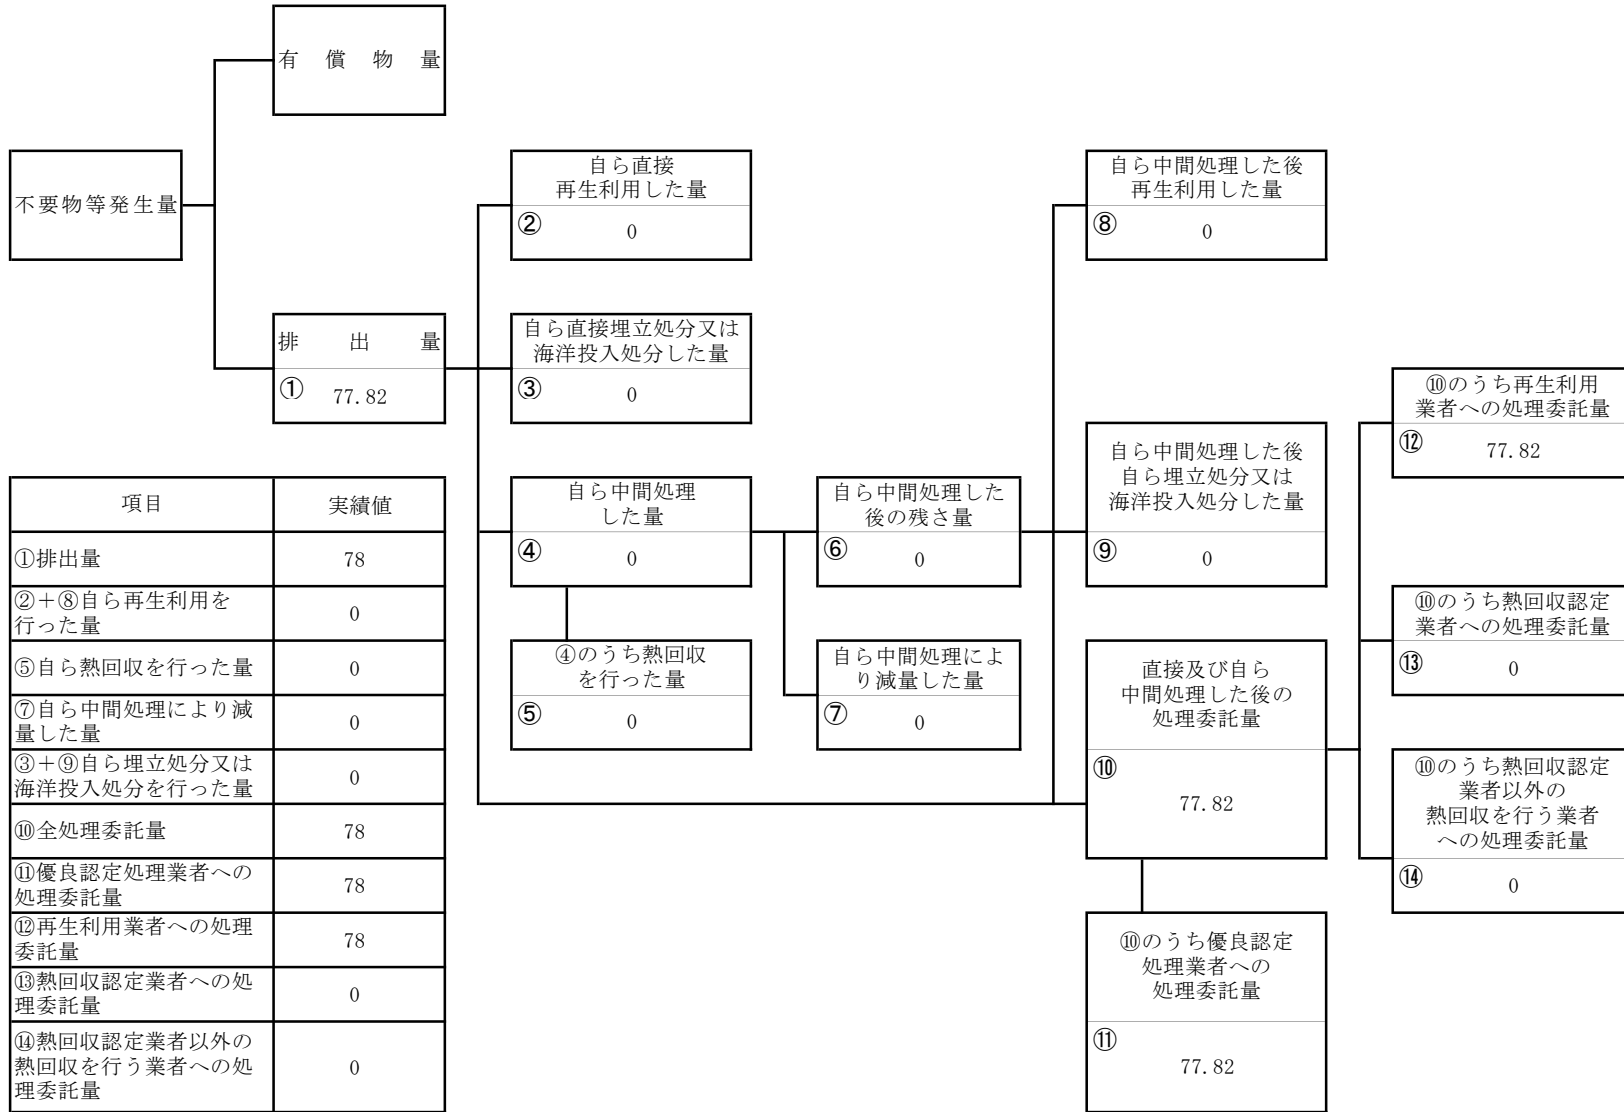 有償物量
不要物等発生量
排出量
① 77.82
自ら直接
再生利用した量
② 0
自ら直接埋立処分又は
海洋投入処分した量
③ 0
自ら中間処理
した量
④ 0
④のうち熱回収
を行った量
⑤ 0
自ら中間処理した
後の残さ量
⑥ 0
自ら中間処理によ
り減量した量
⑦ 0
自ら中間処理した後
再生利用した量
⑧ 0
自ら中間処理した後
自ら埋立処分又は
海洋投入処分した量
⑨ 0
直接及び自ら
中間処理した後の
処理委託量
⑩
77.82
⑩のうち優良認定
処理業者への
処理委託量
⑪
77.82
⑩のうち再生利用
業者への処理委託量
⑫ 77.82
⑩のうち熱回収認定
業者への処理委託量
⑬ 0
⑩のうち熱回収認定
業者以外の
熱回収を行う業者
への処理委託量
⑭ 0
項目 実績値
①排出量 78
②+⑧自ら再生利用を
行った量 0
⑤自ら熱回収を行った量 0
⑦自ら中間処理により減
量した量 0
③+⑨自ら埋立処分又は
海洋投入処分を行った量 0
⑩全処理委託量 78
⑪優良認定処理業者への
処理委託量 78
⑫再生利用業者への処理
委託量 78
⑬熱回収認定業者への処
理委託量 0
⑭熱回収認定業者以外の
熱回収を行う業者への処
理委託量 0